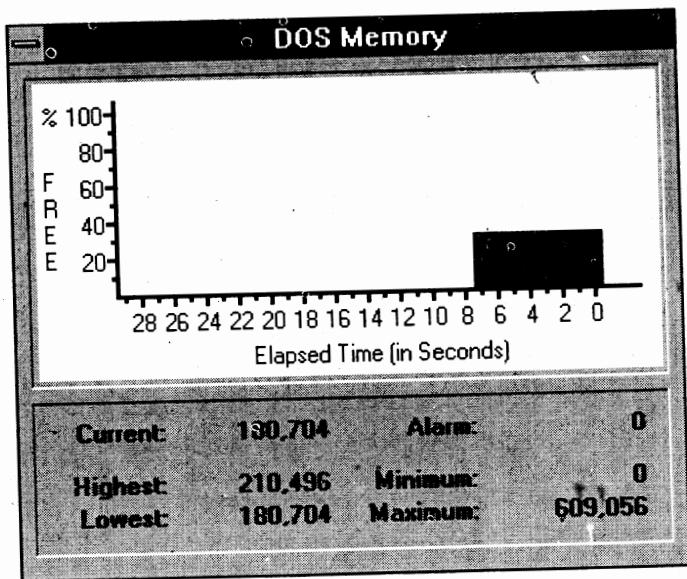 DOS Memory
% 100
80
F 60
R
E 40
E 20
28 26 24 22 20 18 16 14 12 10 8 6 4 2 0
Elapsed Time (in Seconds)
Current: 180,704 Alarm: 0
Highest: 210,496 Minimum: 0
Lowest: 180,704 Maximum: 609,056